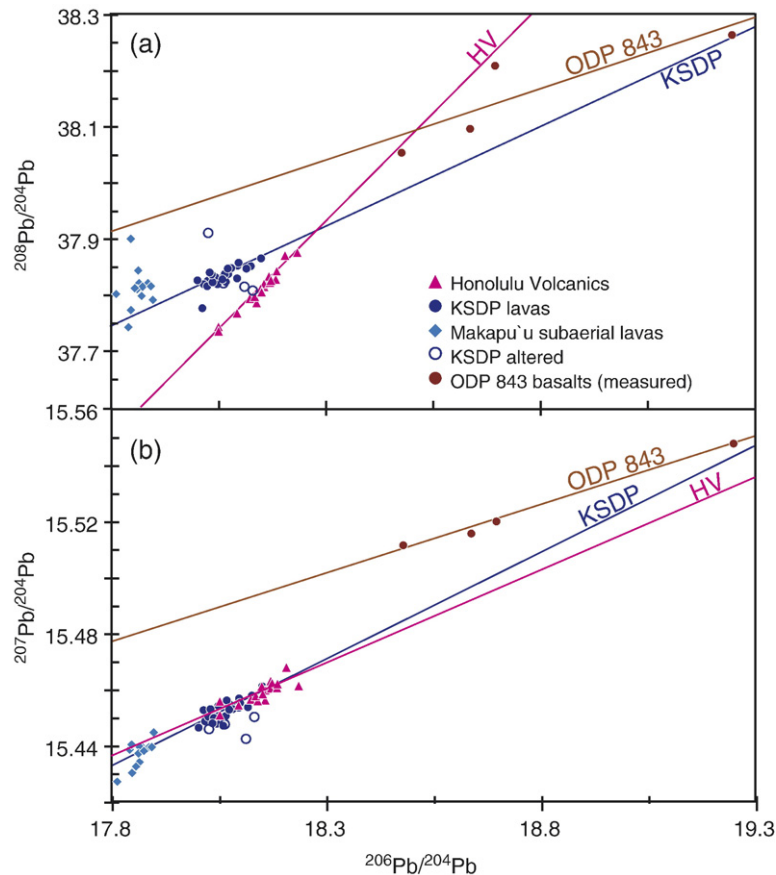 38.3
(a)
HV
ODP 843
KSDP
38.1
208Pb/204Pb
37.9
37.7
Honolulu Volcanics
KSDP lavas
Makapu`u subaerial lavas
KSDP altered
ODP 843 basalts (measured)
15.56
(b)
ODP 843
KSDP
HV
15.52
207Pb/204Pb
15.48
15.44
17.8 18.3 18.8 19.3
206Pb/204Pb